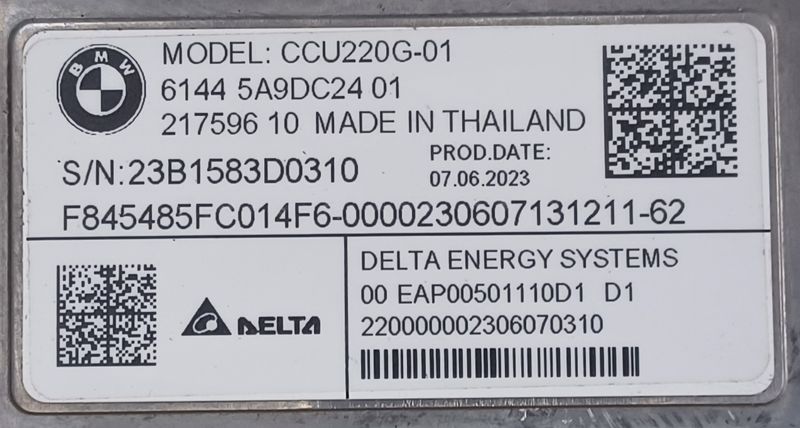 BMW
MODEL: CCU220G-01
6144 5A9DC24 01
217596 10 MADE IN THAILAND
S/N:23B1583D0310
PROD.DATE:
07.06.2023
F845485FC014F6-0000230607131211-62
DELTA
DELTA ENERGY SYSTEMS
00 EAP00501110D1 D1
220000002306070310